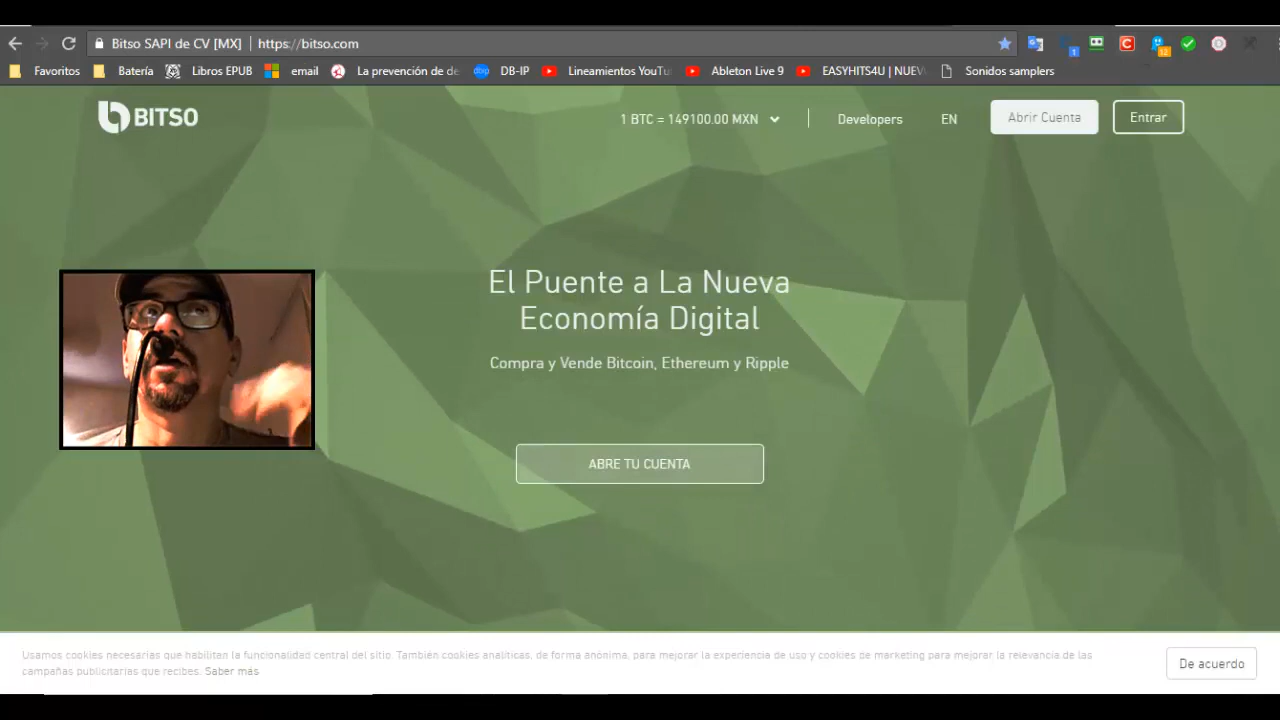 Bitso SAPI de CV [MX] | https://bitso.com
1
12
Favoritos Batería Libros EPUB email La prevención de de DB-IP Lineamientos YouTu EASYHITS4U | NUEV Ableton Live 9 Sonidos samplers
BITSO
1 BTC = 149100.00 MXN
Developers
EN
Abrir Cuenta
Entrar
El Puente a La Nueva
Economía Digital
Compra y Vende Bitcoin, Ethereum y Ripple
ABRE TU CUENTA
Usamos cookies necesarias que habilitan la funcionalidad central del sitio. También cookies analíticas, de forma anónima, para mejorar la experiencia de uso y cookies de marketing para mejorar la relevancia de las
campañas publicitarias que recibes. Saber más
De acuerdo